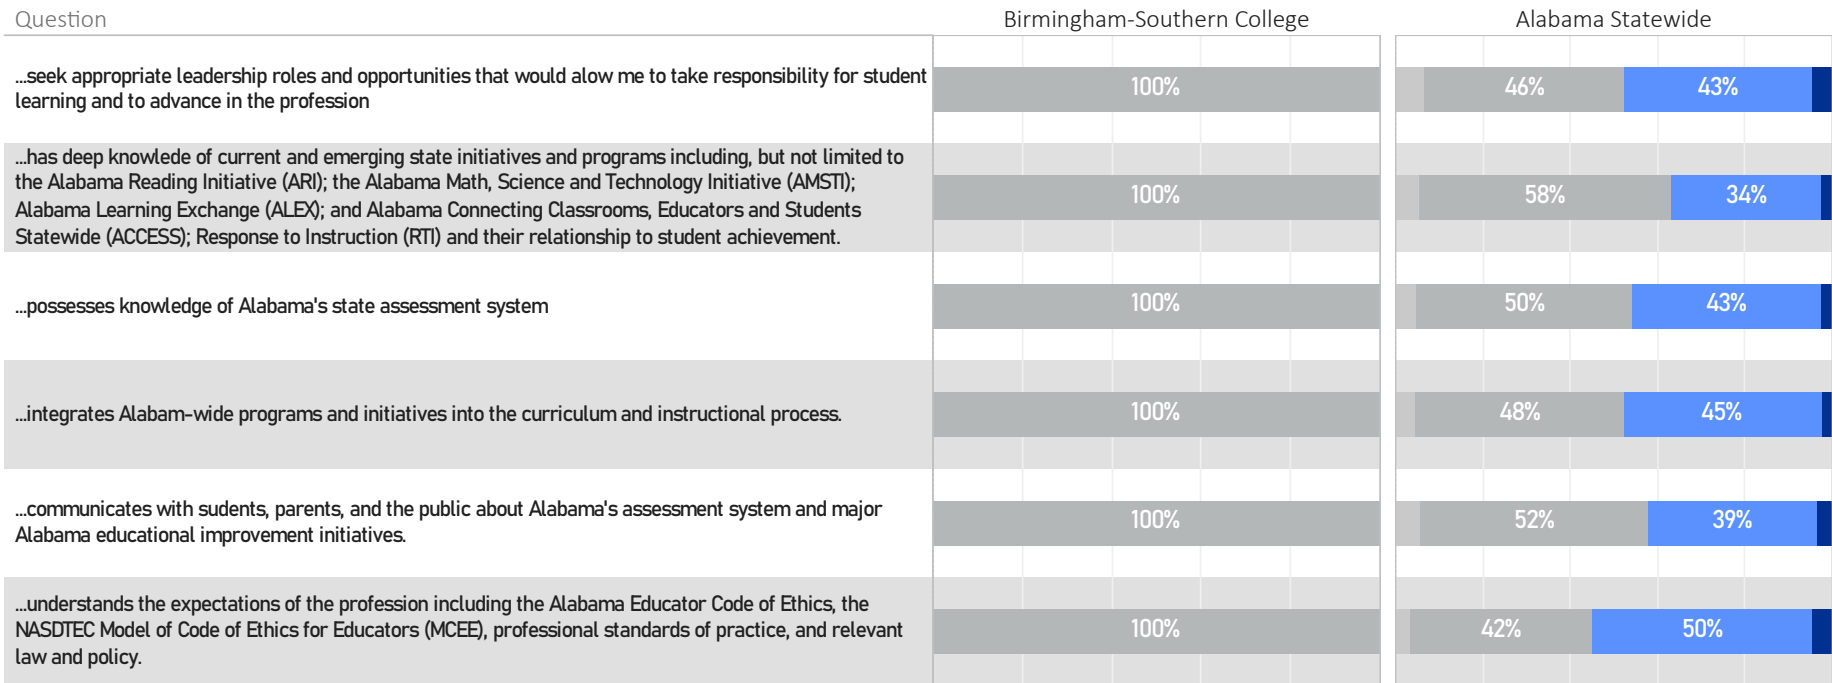 Question Birmingham-Southern College Alabama Statewide
...seek appropriate leadership roles and opportunities that would alow me to take responsibility for student
learning and to advance in the profession
100% 46% 43%
...has deep knowlede of current and emerging state initiatives and programs including, but not limited to
the Alabama Reading Initiative (ARI); the Alabama Math, Science and Technology Initiative (AMSTI);
Alabama Learning Exchange (ALEX); and Alabama Connecting Classrooms, Educators and Students
Statewide (ACCESS); Response to Instruction (RTI) and their relationship to student achievement.
100% 58% 34%
...possesses knowledge of Alabama's state assessment system
100% 50% 43%
...integrates Alabam-wide programs and initiatives into the curriculum and instructional process.
100% 48% 45%
...communicates with sudents, parents, and the public about Alabama's assessment system and major
Alabama educational improvement initiatives.
100% 52% 39%
...understands the expectations of the profession including the Alabama Educator Code of Ethics, the
NASDTEC Model of Code of Ethics for Educators (MCEE), professional standards of practice, and relevant
law and policy.
100% 42% 50%